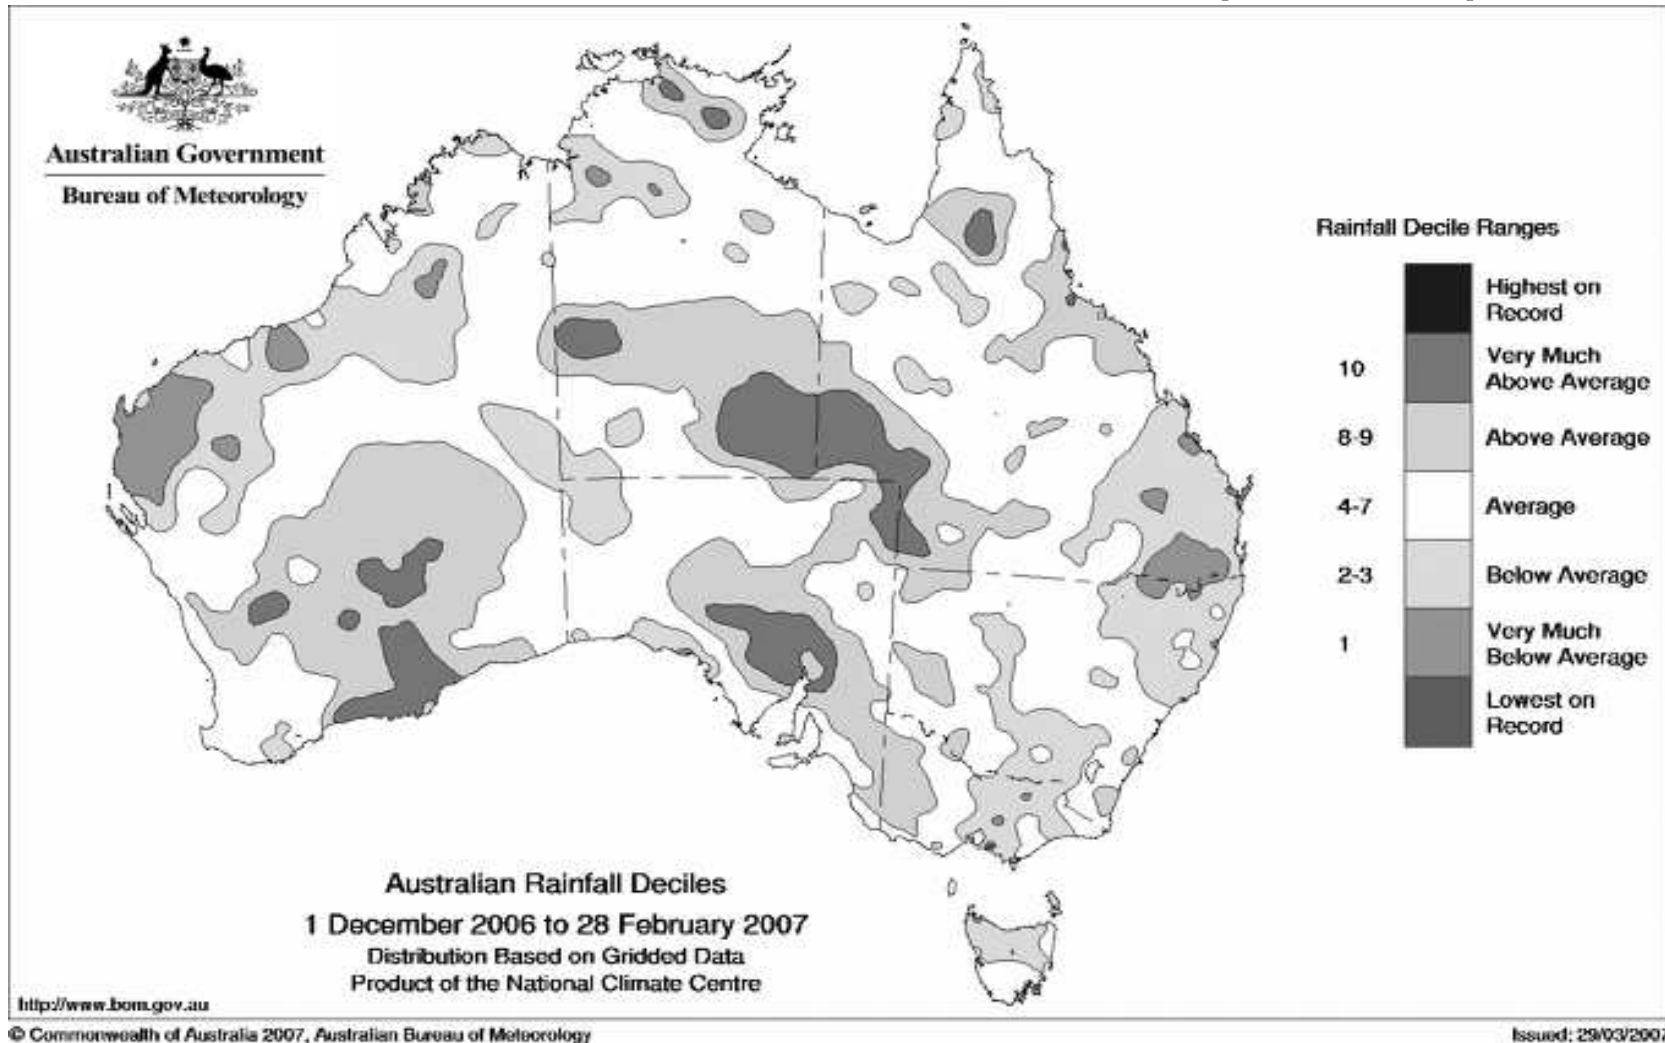 Australian Government
Bureau of Meteorology
Rainfall Decile Ranges
Highest on
Record
10
Very Much
Above Average
8-9
Above Average
4-7
Average
2-3
Below Average
1
Very Much
Below Average
Lowest on
Record
Australian Rainfall Deciles
1 December 2006 to 28 February 2007
Distribution Based on Gridded Data
Product of the National Climate Centre
http://www.bom.gov.au
© Commonwealth of Australia 2007, Australian Bureau of Meteorology
Issued: 29/03/2007